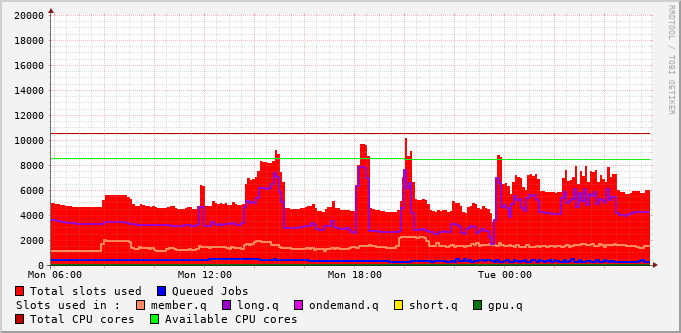 20000
18000
16000
14000
12000
10000
8000
6000
4000
2000
0
Mon 06:00 Mon 12:00 Mon 18:00 Tue 00:00
Total slots used Queued Jobs
Slots used in : member.q long.q ondemand.q short.q gpu.q
Total CPU cores Available CPU cores
RRDTOOL / TOBI OETIKER